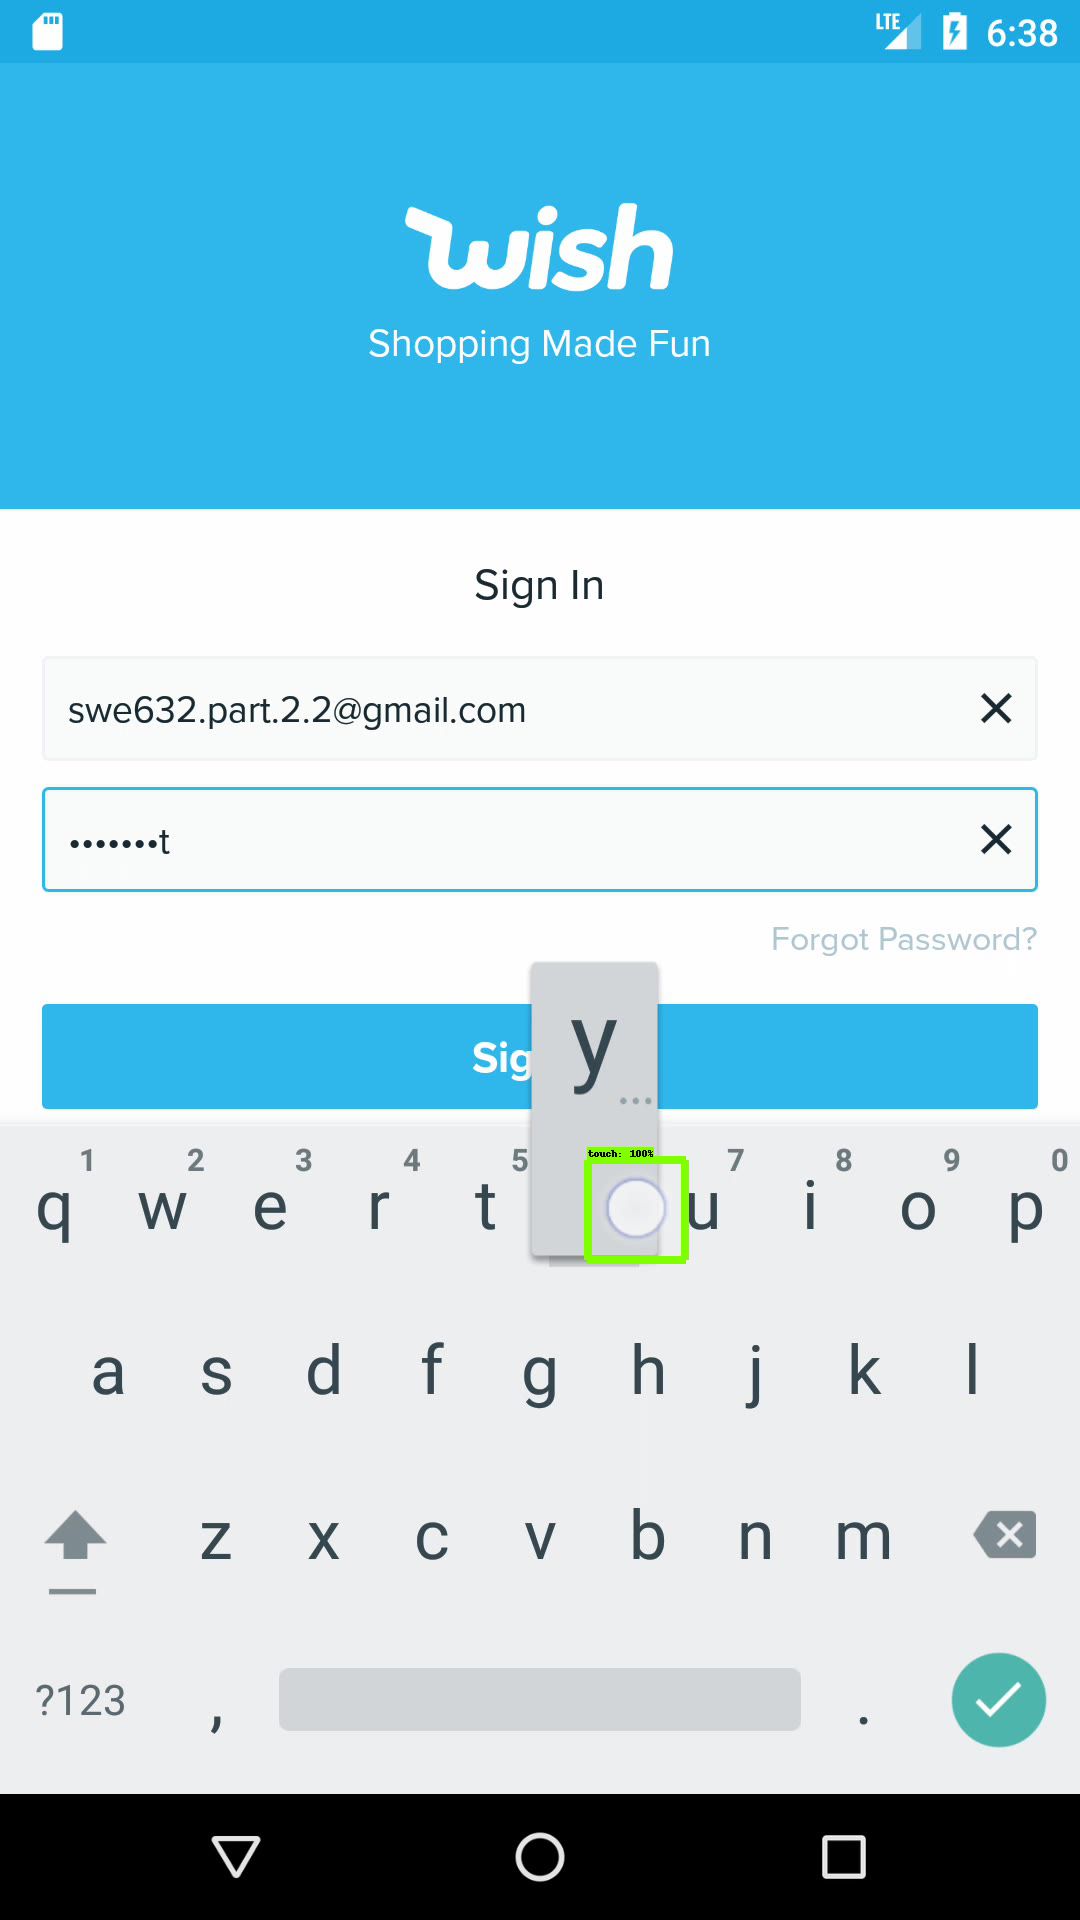 LTE 6:38
wish
Shopping Made Fun
Sign In
swe632.part.2.2@gmail.com
•••••••t
Forgot Password?
Sig
y
...
touch: 100%
1 2 3 4 5 7 8 9 0
q w e r t u i o p
a s d f g h j k l
z x c v b n m
?123 , .